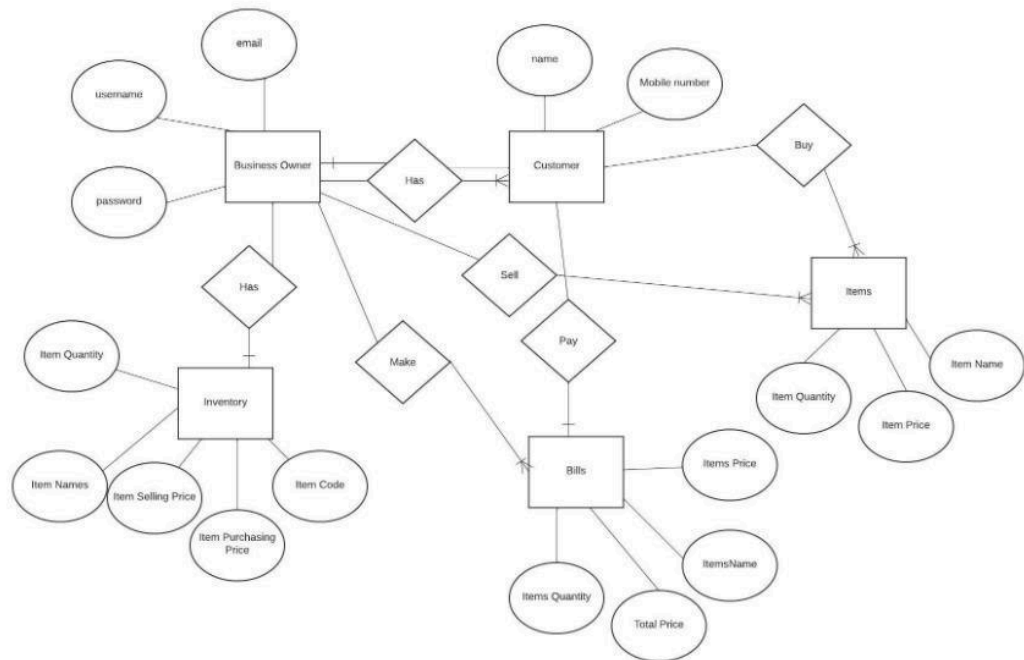 email
name
Mobile number
username
Buy
Business Owner
Customer
Has
password
Sell
Has
Items
Pay
Item Quantity
Make
Item Name
Inventory
Item Quantity
Item Price
Items Price
Bills
Item Names
Item Selling Price
Item Code
Item Purchasing
Price
ItemsName
Items Quantity
Total Price